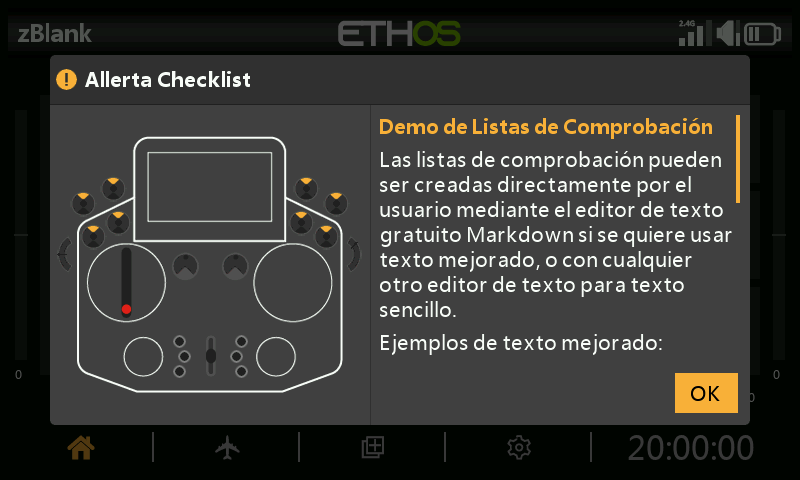 zBlank
ETHOS
2.4G
Allerta Checklist
Demo de Listas de Comprobación
Las listas de comprobación pueden
ser creadas directamente por el
usuario mediante el editor de texto
gratuito Markdown si se quiere usar
texto mejorado, o con cualquier
otro editor de texto para texto
sencillo.
Ejemplos de texto mejorado:
OK
0
0
0
20:00:00